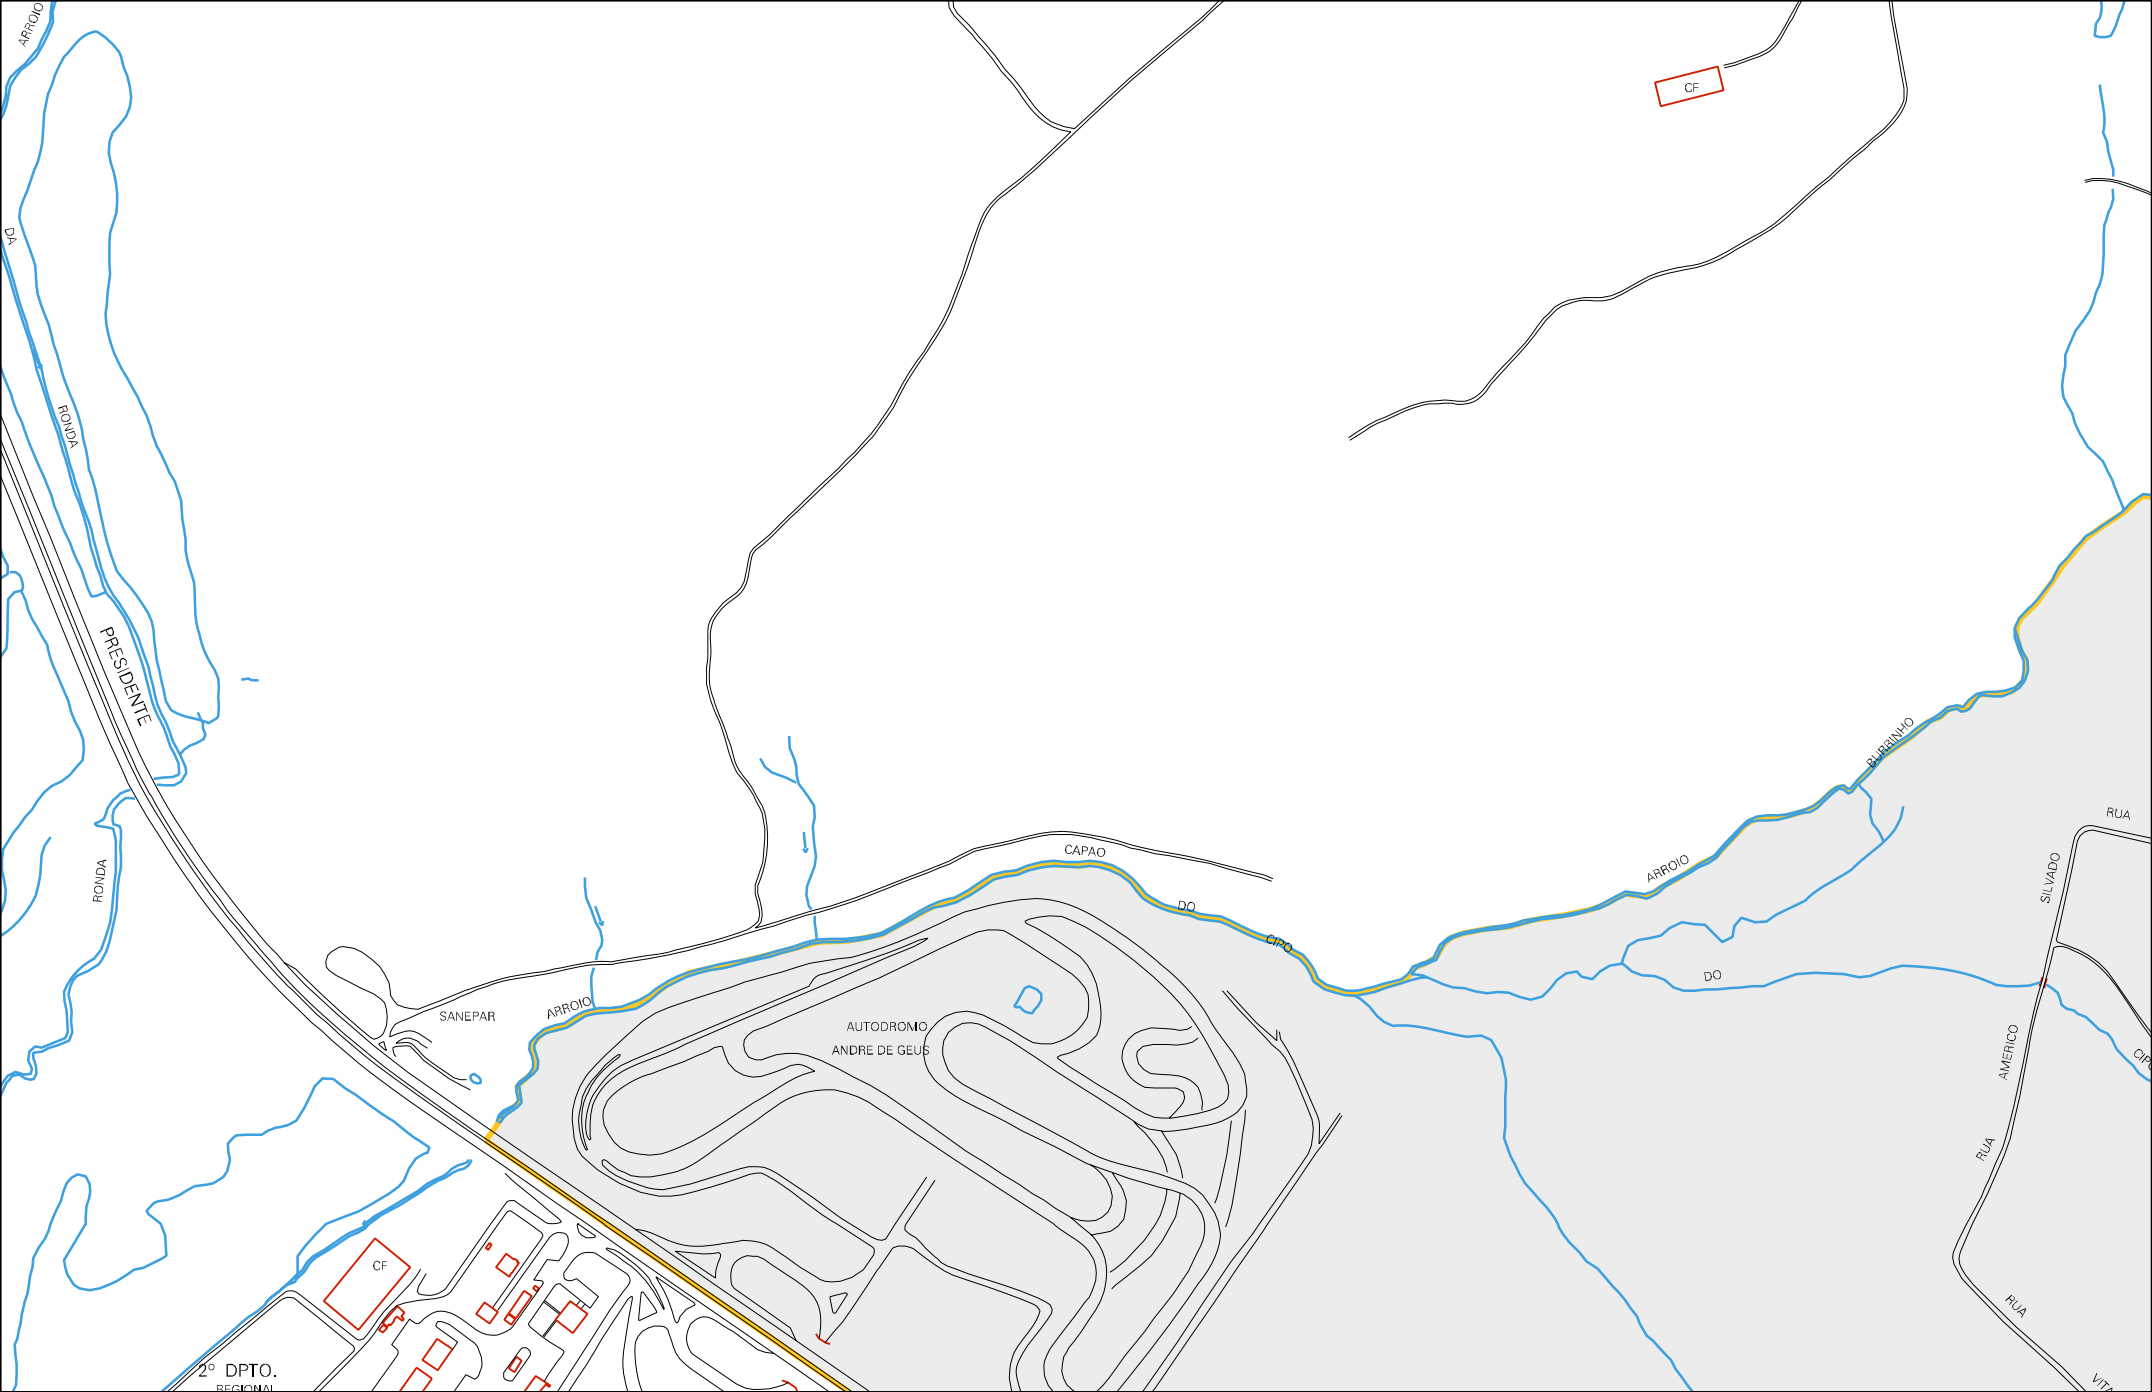 ARROIO
CF
DA
RONDA
PRESIDENTE
BURRINHO
RUA
CAPAO
SILVADO
RONDA
ARROIO
DO
CIPO
DO
ARROIO
SANEPAR
AUTODROMO
ANDRE DE GEUS
AMERICO
RUA
CF
RUA
2° DPTO.
REGIONAL